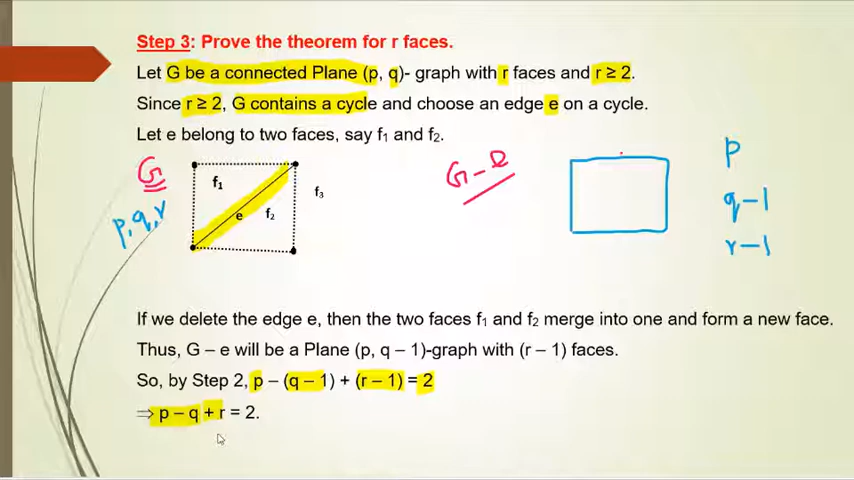 Step 3: Prove the theorem for r faces.
Let G be a connected Plane (p, q)- graph with r faces and r ≥ 2.
Since r ≥ 2, G contains a cycle and choose an edge e on a cycle.
Let e belong to two faces, say f₁ and f₂.
G
p, q, r
f₁
e
f₂
f₃
G – e
p
q – 1
r – 1
If we delete the edge e, then the two faces f₁ and f₂ merge into one and form a new face.
Thus, G – e will be a Plane (p, q – 1)-graph with (r – 1) faces.
So, by Step 2, p – (q – 1) + (r – 1) = 2
⇒ p – q + r = 2.